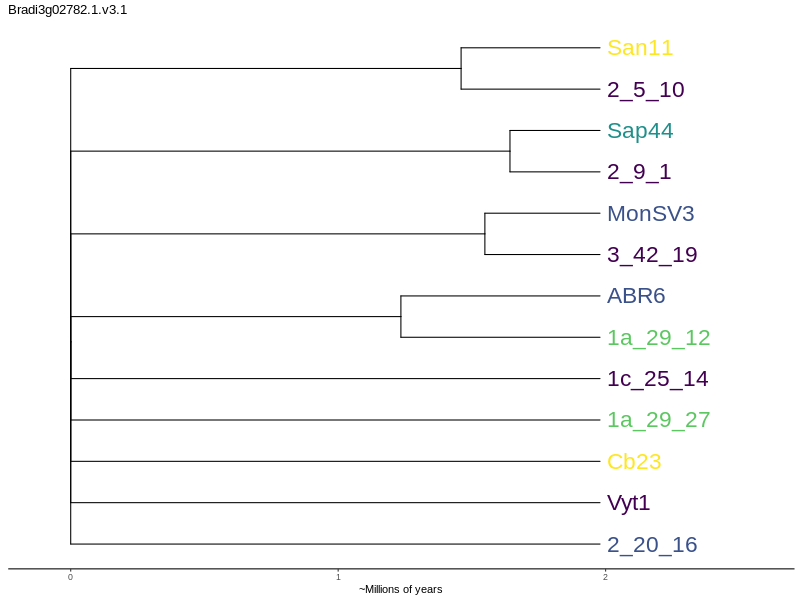 Bradi3g02782.1.v3.1
San11
2_5_10
Sap44
2_9_1
MonSV3
3_42_19
ABR6
1a_29_12
1c_25_14
1a_29_27
Cb23
Vyt1
2_20_16
0 1 2
~Millions of years